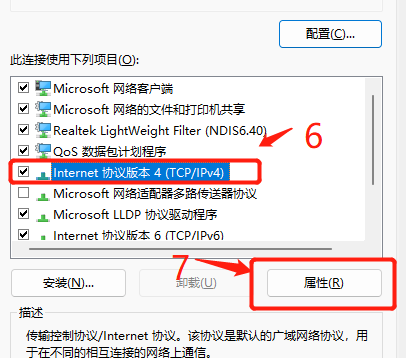 配置(C)...
此连接使用下列项目(O):
Microsoft 网络客户端
Microsoft 网络的文件和打印机共享
Realtek LightWeight Filter (NDIS6.40)
6
QoS 数据包计划程序
Internet 协议版本 4 (TCP/IPv4)
Microsoft 网络适配器多路传送器协议
Microsoft LLDP 协议驱动程序
Internet 协议版本 6 (TCP/IPv6)
7
安装(N)... 卸载(U) 属性(R)
描述
传输控制协议/Internet 协议。该协议是默认的广域网络协议，用
于在不同的相互连接的网络上通信。